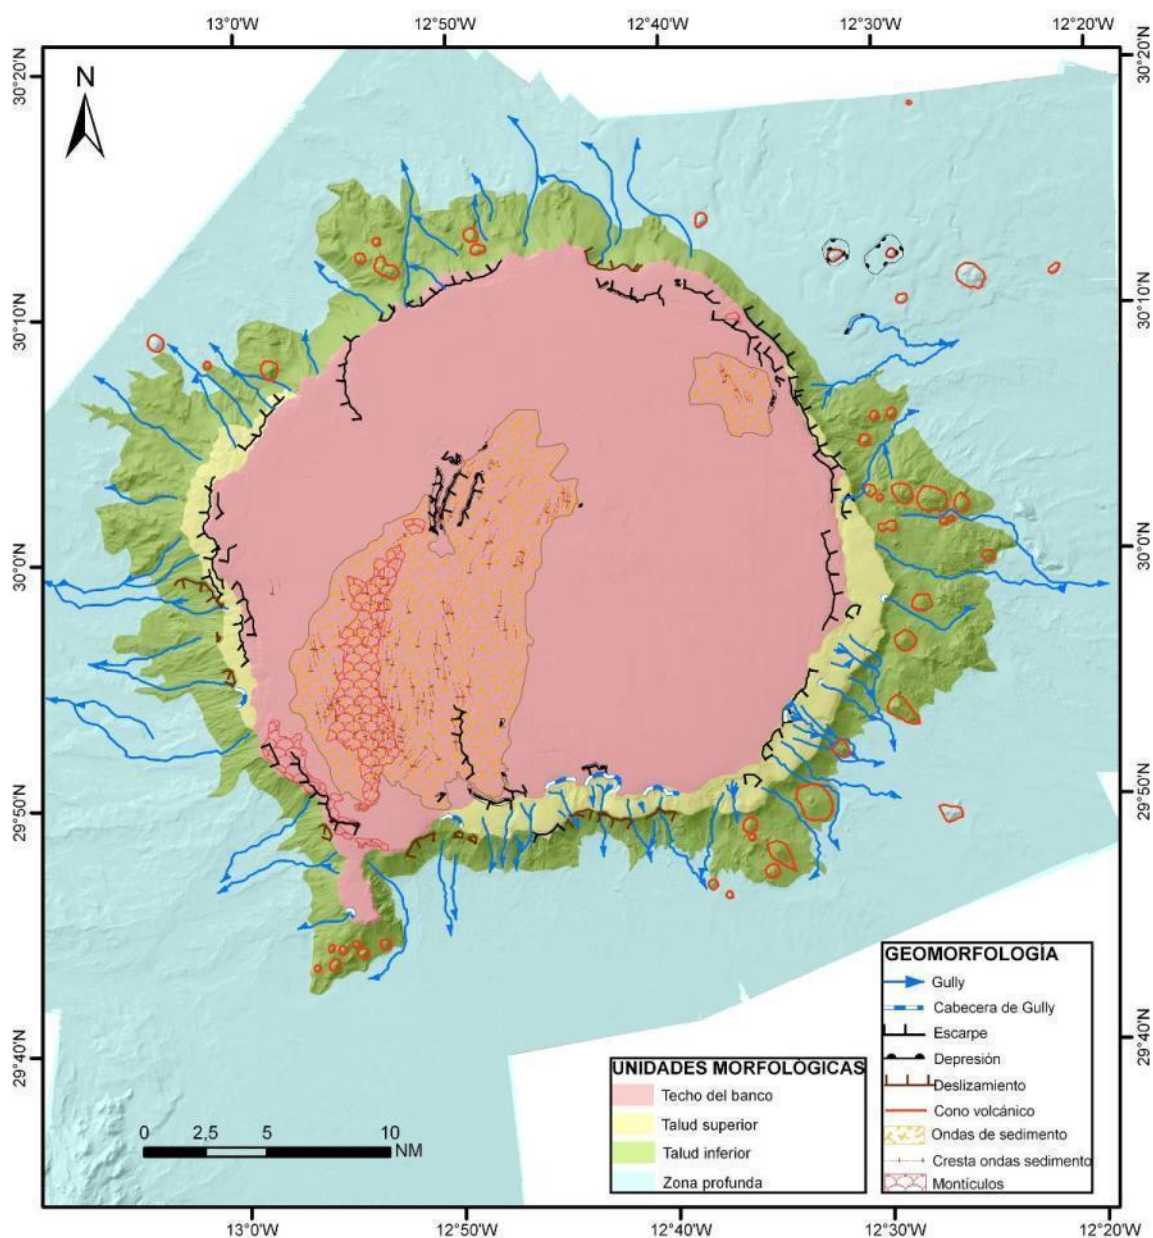 13°0'W 12°50'W 12°40'W 12°30'W 12°20'W
30°20'N 30°20'N
N
30°10'N 30°10'N
30°0'N 30°0'N
29°50'N 29°50'N
29°40'N 29°40'N
GEOMORFOLOGÍA
Gully
Cabecera de Gully
Escarpe
Depresión
Deslizamiento
Cono volcánico
Ondas de sedimento
Cresta ondas sedimento
Montículos
UNIDADES MORFOLÓGICAS
Techo del banco
Talud superior
Talud inferior
Zona profunda
0 2,5 5 10
NM
13°0'W 12°50'W 12°40'W 12°30'W 12°20'W